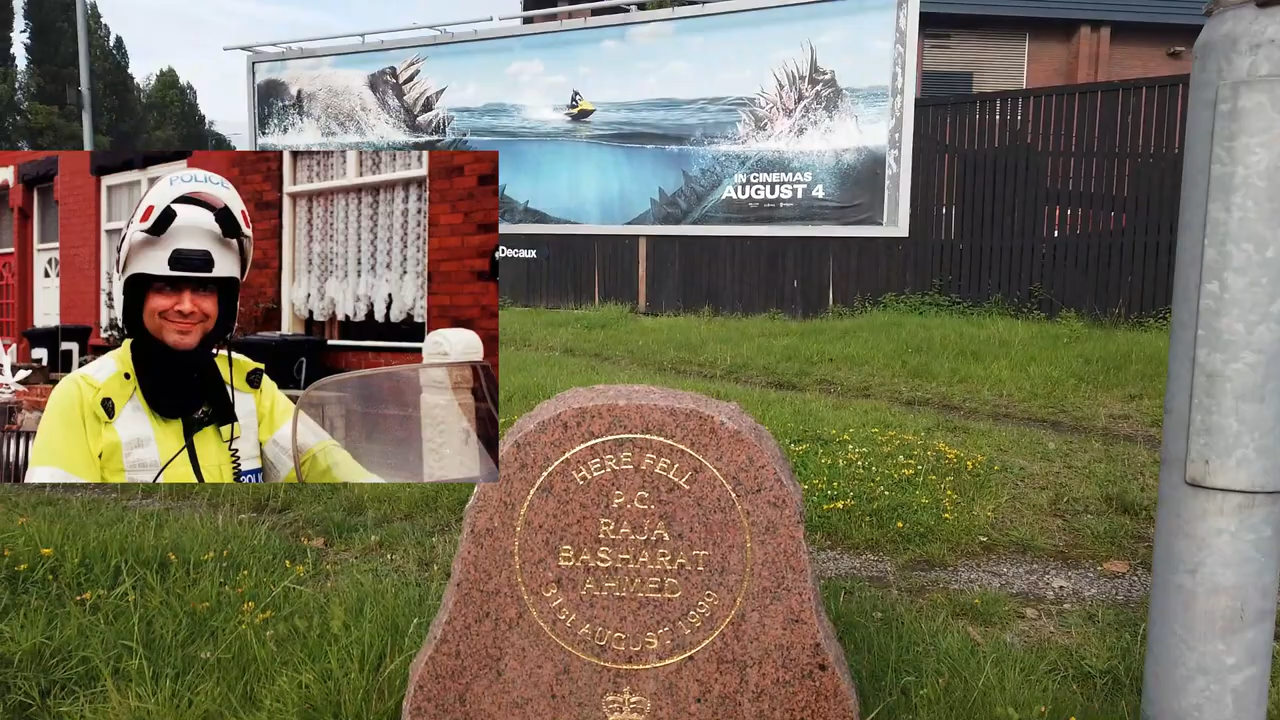 IN CINEMAS
AUGUST 4
Decaux
POLICE
HERE FELL
P.C.
RAJA
BASHARAT
AHMED
31st AUGUST 1999